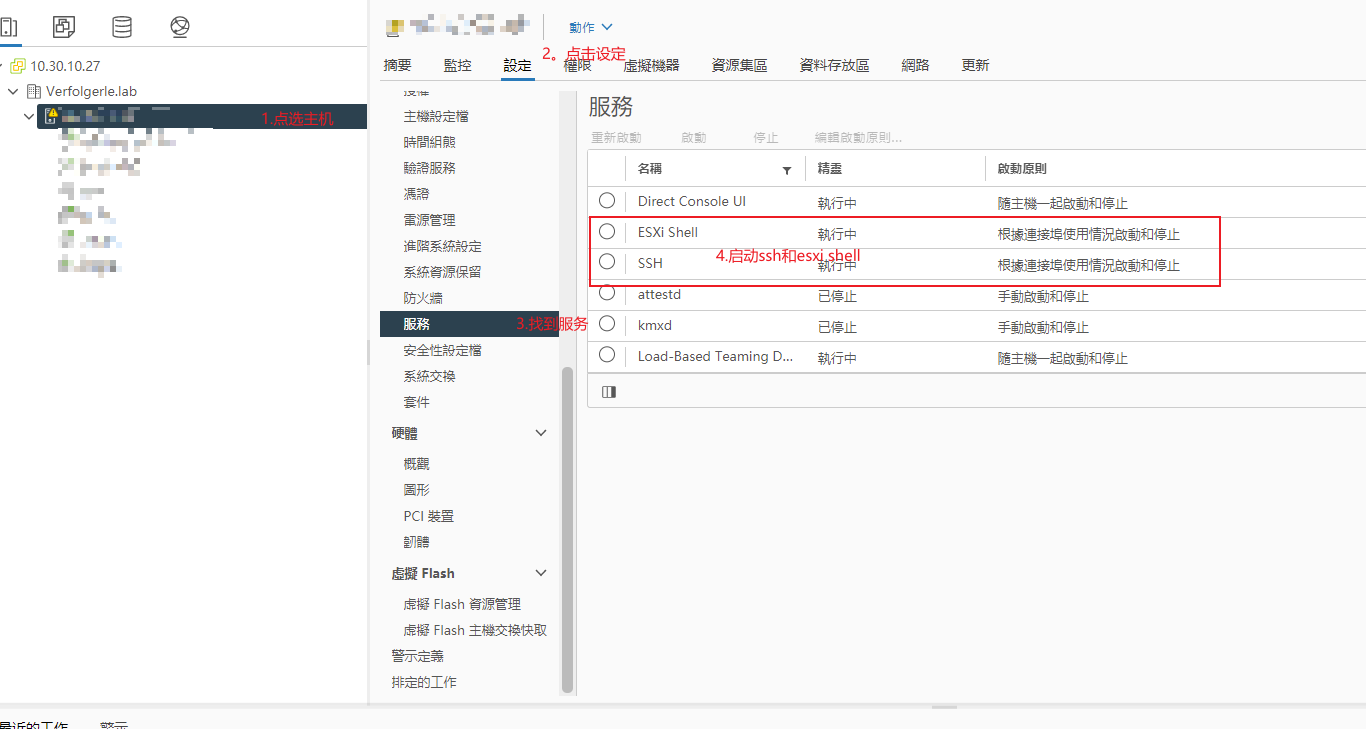 動作
2。点击设定
摘要 監控 設定 權限 虛擬機器 資源集區 資料存放區 網路 更新
10.30.10.27
Verfolgerle.lab
1.点选主机
授權
主機設定檔
時間組態
驗證服務
憑證
電源管理
進階系統設定
系統資源保留
防火牆
服務
3.找到服务
安全性設定檔
系統交換
套件
硬體
概觀
圖形
PCI 裝置
韌體
虛擬 Flash
虛擬 Flash 資源管理
虛擬 Flash 主機交換快取
警示定義
排定的工作
服務
重新啟動 啟動 停止 編輯啟動原則...
名稱 精靈 啟動原則
Direct Console UI 執行中 隨主機一起啟動和停止
ESXi Shell 執行中 根據連接埠使用情況啟動和停止
4.启动ssh和esxi shell
SSH 執行中 根據連接埠使用情況啟動和停止
attestd 已停止 手動啟動和停止
kmxd 已停止 手動啟動和停止
Load-Based Teaming D... 執行中 隨主機一起啟動和停止
最近的工作 警示